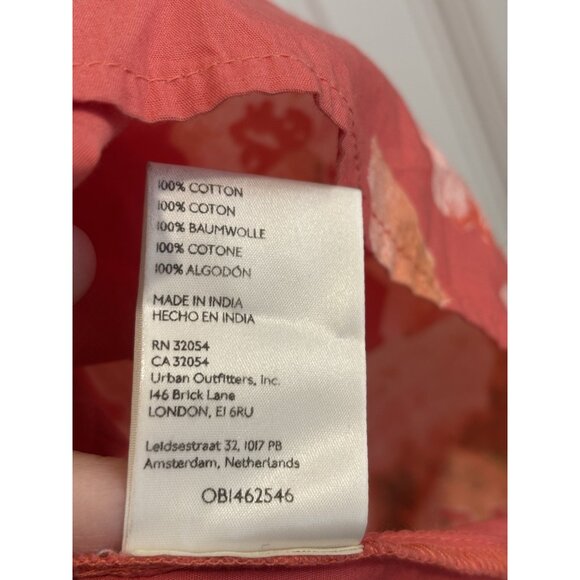 100% COTTON
100% COTON
100% BAUMWOLLE
100% COTONE
100% ALGODÓN
MADE IN INDIA
HECHO EN INDIA
RN 32054
CA 32054
Urban Outfitters, Inc.
146 Brick Lane
LONDON, E1 6RU
Leidsestraat 32, 1017 PB
Amsterdam, Netherlands
OB1462546